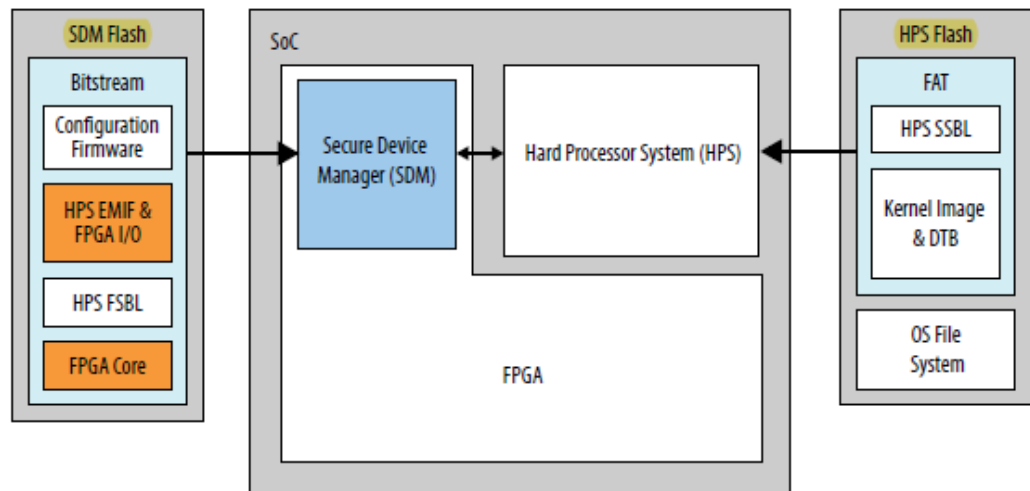 SDM Flash
Bitstream
Configuration
Firmware
HPS EMIF &
FPGA I/O
HPS FSBL
FPGA Core
SoC
Secure Device
Manager (SDM)
Hard Processor System (HPS)
FPGA
HPS Flash
FAT
HPS SSBL
Kernel Image
& DTB
OS File
System